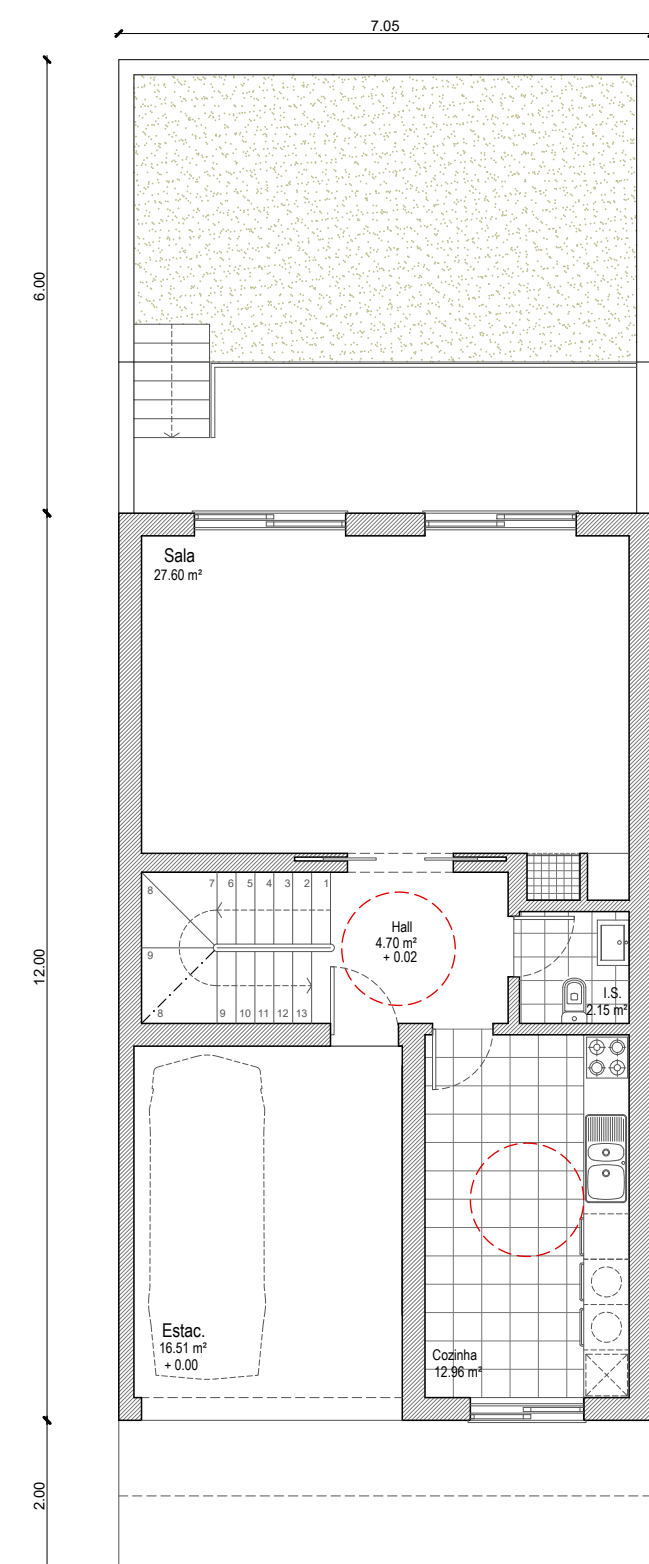 7.05
6.00
Sala
27.60 m²
8
7 6 5 4 3 2 1
Hall
4.70 m²
+ 0.02
9
12.00
I.S.
2.15 m²
8
9 10 11 12 13
Estac.
16.51 m²
+ 0.00
Cozinha
12.96 m²
2.00